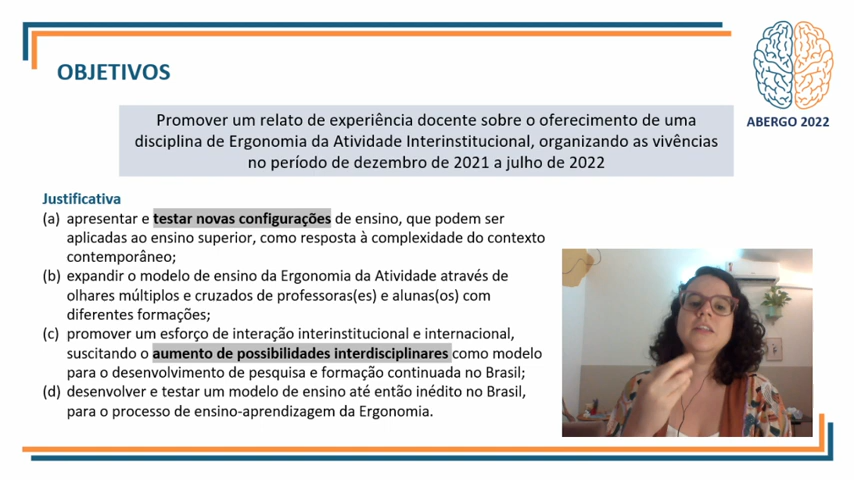 OBJETIVOS
ABERGO 2022
Promover um relato de experiência docente sobre o oferecimento de uma
disciplina de Ergonomia da Atividade Interinstitucional, organizando as vivências
no período de dezembro de 2021 a julho de 2022
Justificativa
(a) apresentar e testar novas configurações de ensino, que podem ser
aplicadas ao ensino superior, como resposta à complexidade do contexto
contemporâneo;
(b) expandir o modelo de ensino da Ergonomia da Atividade através de
olhares múltiplos e cruzados de professoras(es) e alunas(os) com
diferentes formações;
(c) promover um esforço de interação interinstitucional e internacional,
suscitando o aumento de possibilidades interdisciplinares como modelo
para o desenvolvimento de pesquisa e formação continuada no Brasil;
(d) desenvolver e testar um modelo de ensino até então inédito no Brasil,
para o processo de ensino-aprendizagem da Ergonomia.